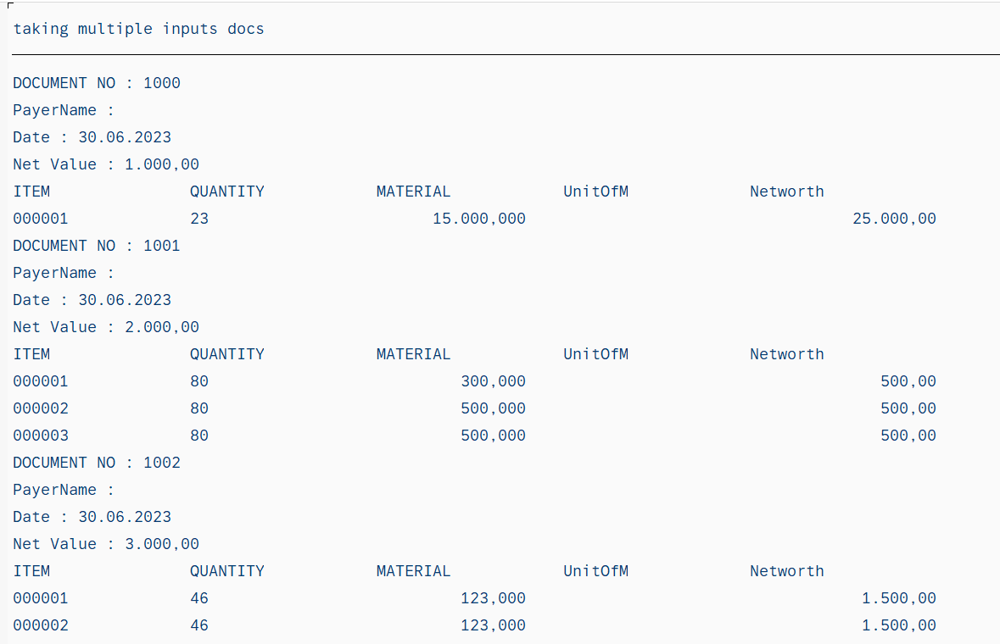 taking multiple inputs docs
DOCUMENT NO : 1000
PayerName :
Date : 30.06.2023
Net Value : 1.000,00
ITEM QUANTITY MATERIAL UnitOfM Networth
000001 23 15.000,000 25.000,00
DOCUMENT NO : 1001
PayerName :
Date : 30.06.2023
Net Value : 2.000,00
ITEM QUANTITY MATERIAL UnitOfM Networth
000001 80 300,000 500,00
000002 80 500,000 500,00
000003 80 500,000 500,00
DOCUMENT NO : 1002
PayerName :
Date : 30.06.2023
Net Value : 3.000,00
ITEM QUANTITY MATERIAL UnitOfM Networth
000001 46 123,000 1.500,00
000002 46 123,000 1.500,00